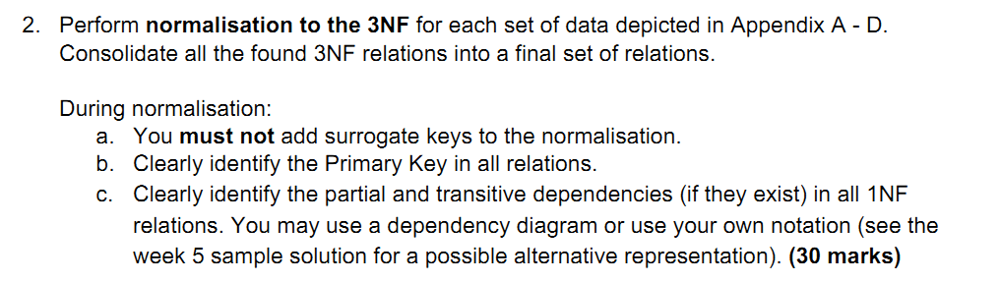 2. Perform normalisation to the 3NF for each set of data depicted in Appendix A - D.
Consolidate all the found 3NF relations into a final set of relations.
During normalisation:
a. You must not add surrogate keys to the normalisation.
b. Clearly identify the Primary Key in all relations.
c. Clearly identify the partial and transitive dependencies (if they exist) in all 1NF
relations. You may use a dependency diagram or use your own notation (see the
week 5 sample solution for a possible alternative representation). (30 marks)